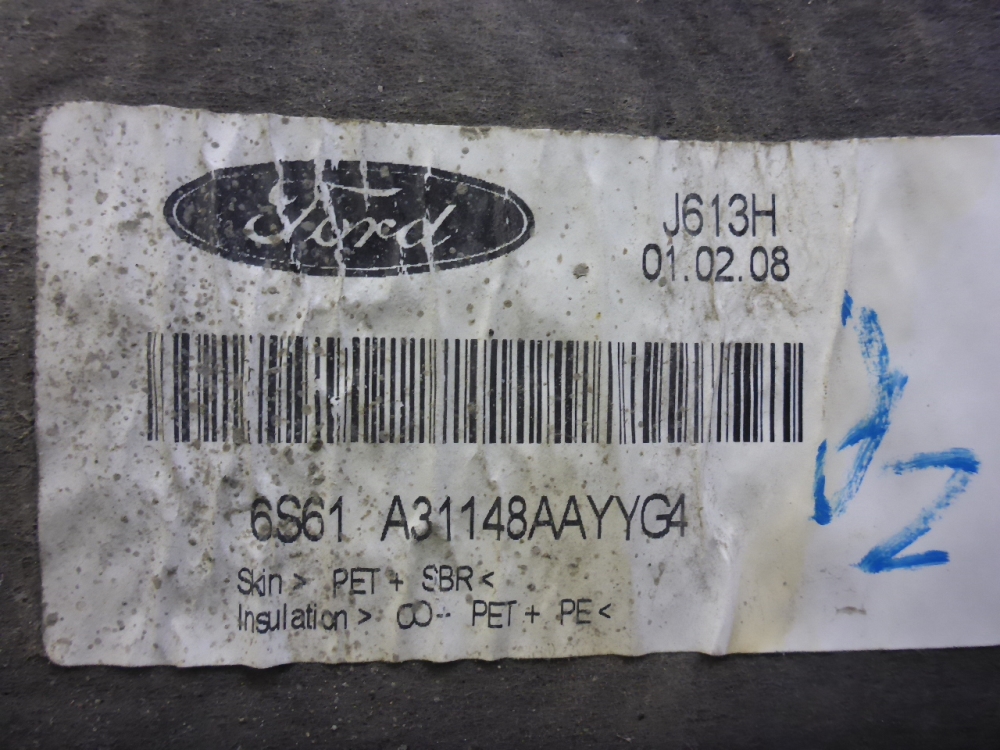 Ford
J613H
01.02.08
6S61 A31148AAYYG4
Skin > PET + SBR <
Insulation > CO-- PET + PE <